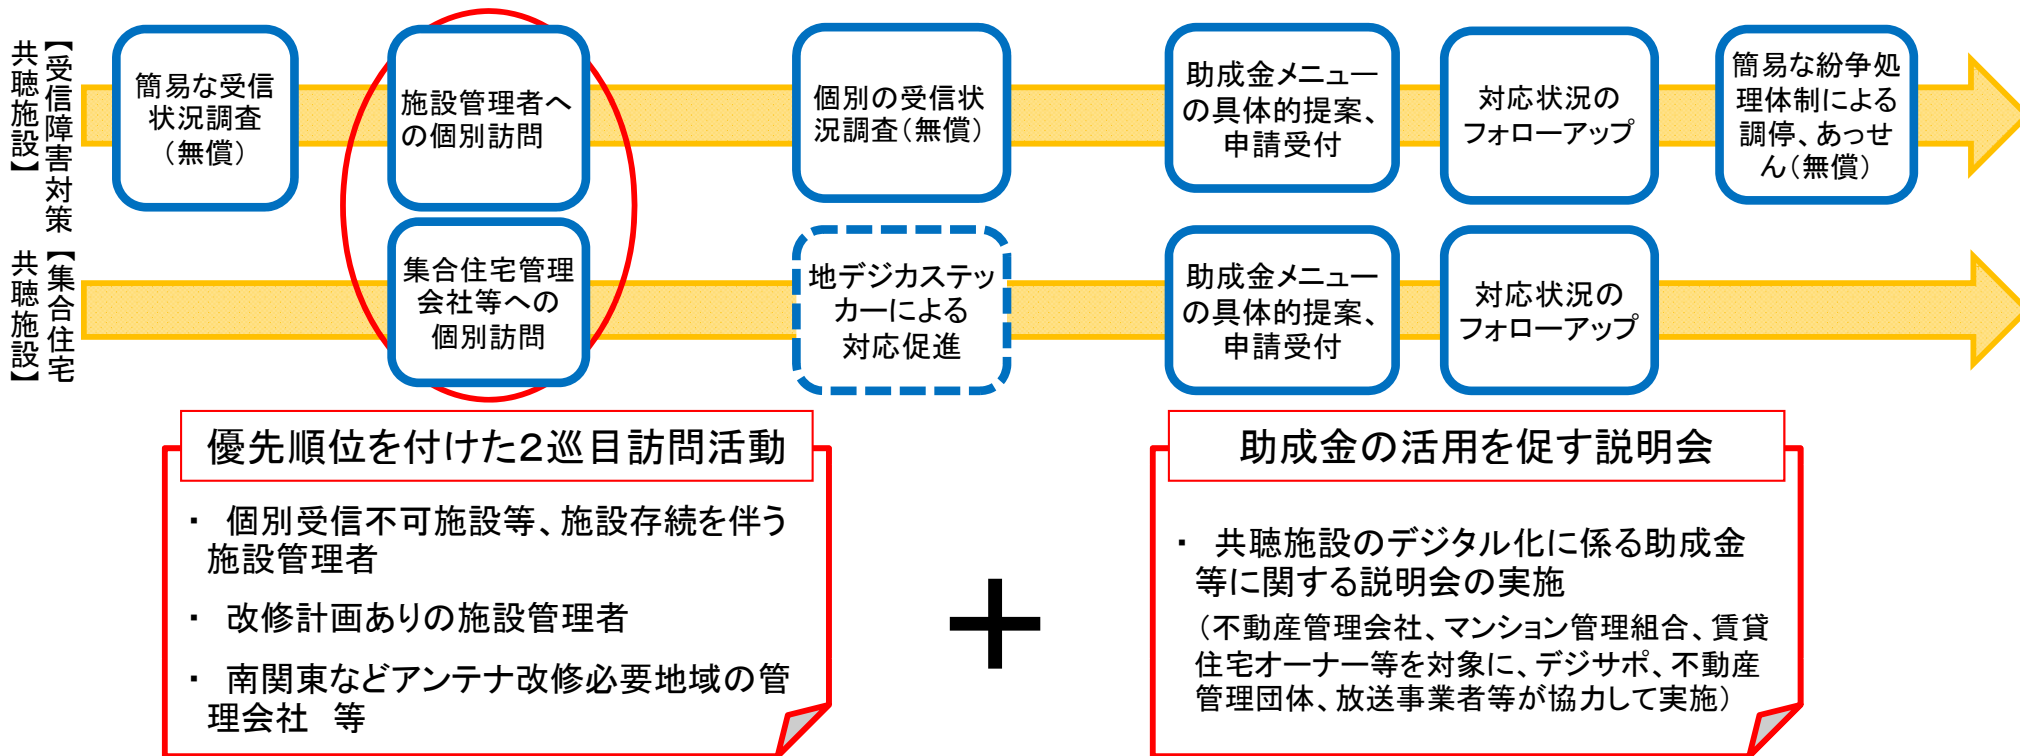 【受信障害対策
共聴施設】
簡易な受信
状況調査
（無償）
施設管理者へ
の個別訪問
個別の受信状
況調査（無償）
助成金メニュー
の具体的提案、
申請受付
対応状況の
フォローアップ
簡易な紛争処
理体制による
調停、あっせ
ん（無償）
【集合住宅
共聴施設】
集合住宅管理
会社等への
個別訪問
地デジカステッ
カーによる
対応促進
助成金メニュー
の具体的提案、
申請受付
対応状況の
フォローアップ
優先順位を付けた２巡目訪問活動
・ 個別受信不可施設等、施設存続を伴う
施設管理者
・ 改修計画ありの施設管理者
・ 南関東などアンテナ改修必要地域の管
理会社 等
＋
助成金の活用を促す説明会
・ 共聴施設のデジタル化に係る助成金
等に関する説明会の実施
（不動産管理会社、マンション管理組合、賃貸
住宅オーナー等を対象に、デジサポ、不動産
管理団体、放送事業者等が協力して実施）